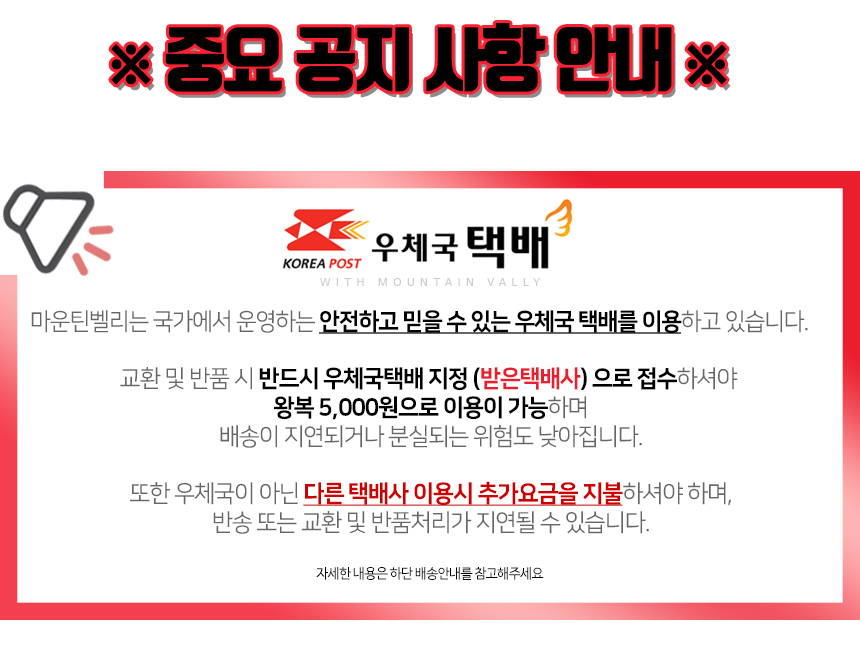 ※ 중요 공지 사항 안내 ※
KOREA POST 우체국 택배
WITH MOUNTAIN VALLY
마운틴벨리는 국가에서 운영하는 안전하고 믿을 수 있는 우체국 택배를 이용하고 있습니다.
교환 및 반품 시 반드시 우체국택배 지정 (받은택배사) 으로 접수하셔야
왕복 5,000원으로 이용이 가능하며
배송이 지연되거나 분실되는 위험도 낮아집니다.
또한 우체국이 아닌 다른 택배사 이용시 추가요금을 지불하셔야 하며,
반송 또는 교환 및 반품처리가 지연될 수 있습니다.
자세한 내용은 하단 배송안내를 참고해주세요